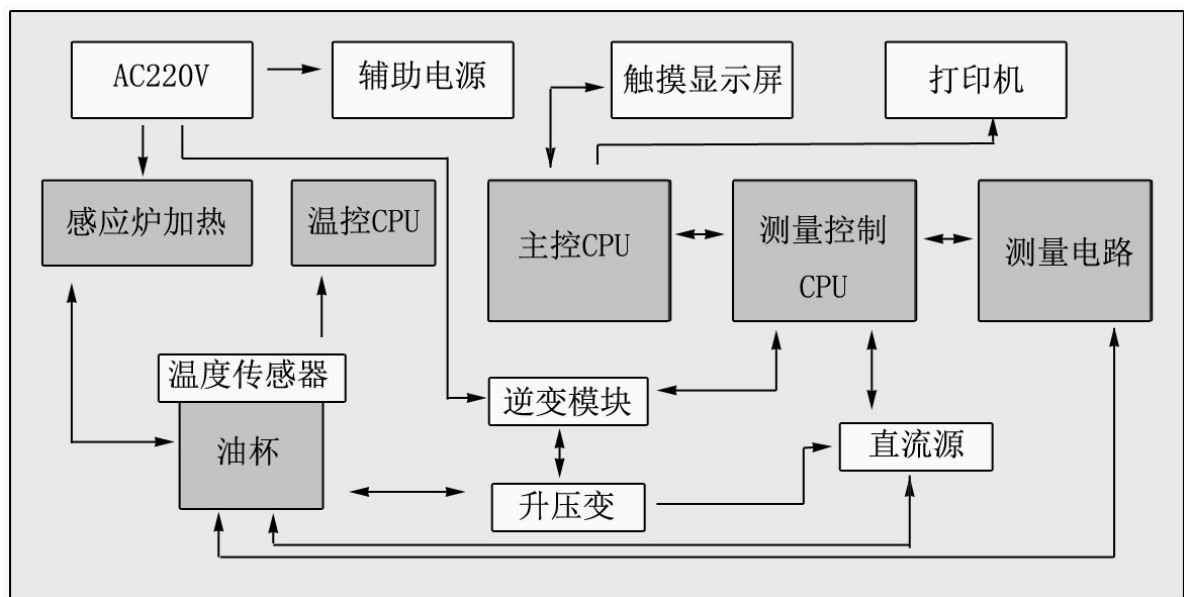 AC220V
辅助电源
触摸显示屏
打印机
感应炉加热
温控CPU
主控CPU
测量控制
CPU
测量电路
温度传感器
油杯
逆变模块
直流源
升压变